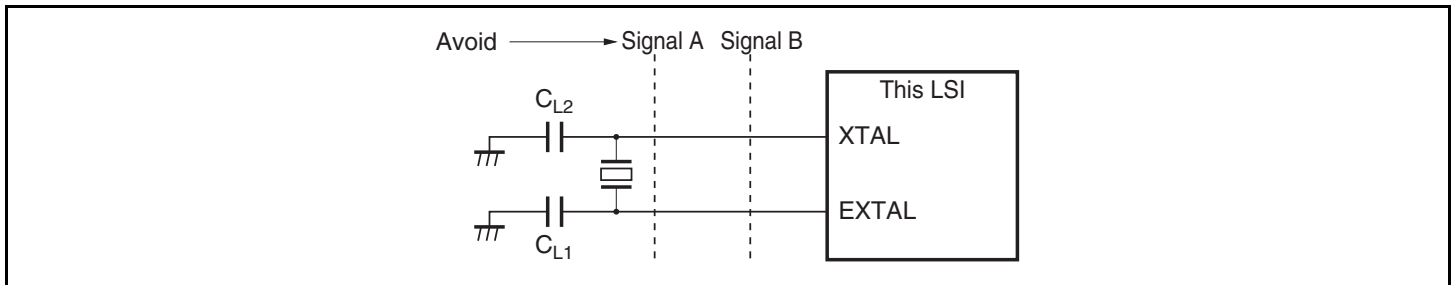 Avoid Signal A Signal B
This LSI
CL2
XTAL
EXTAL
CL1